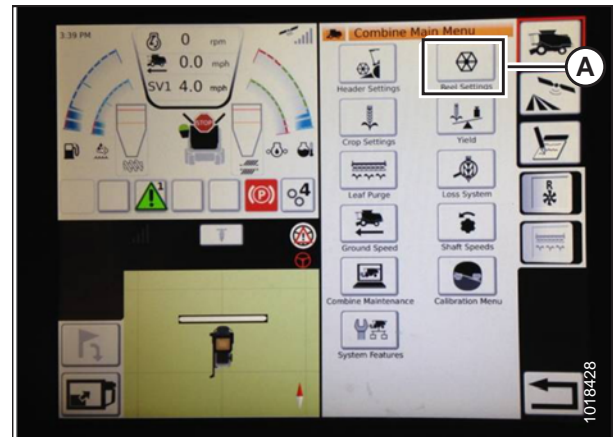 3:39 PM
0 rpm
0.0 mph
SV1 4.0 mph
STOP
1
(P)
4
Combine Main Menu
Header Settings
Reel Settings
A
Crop Settings
Yield
Leaf Purge
Loss System
Ground Speed
Shaft Speeds
Combine Maintenance
Calibration Menu
System Features
R
1018428